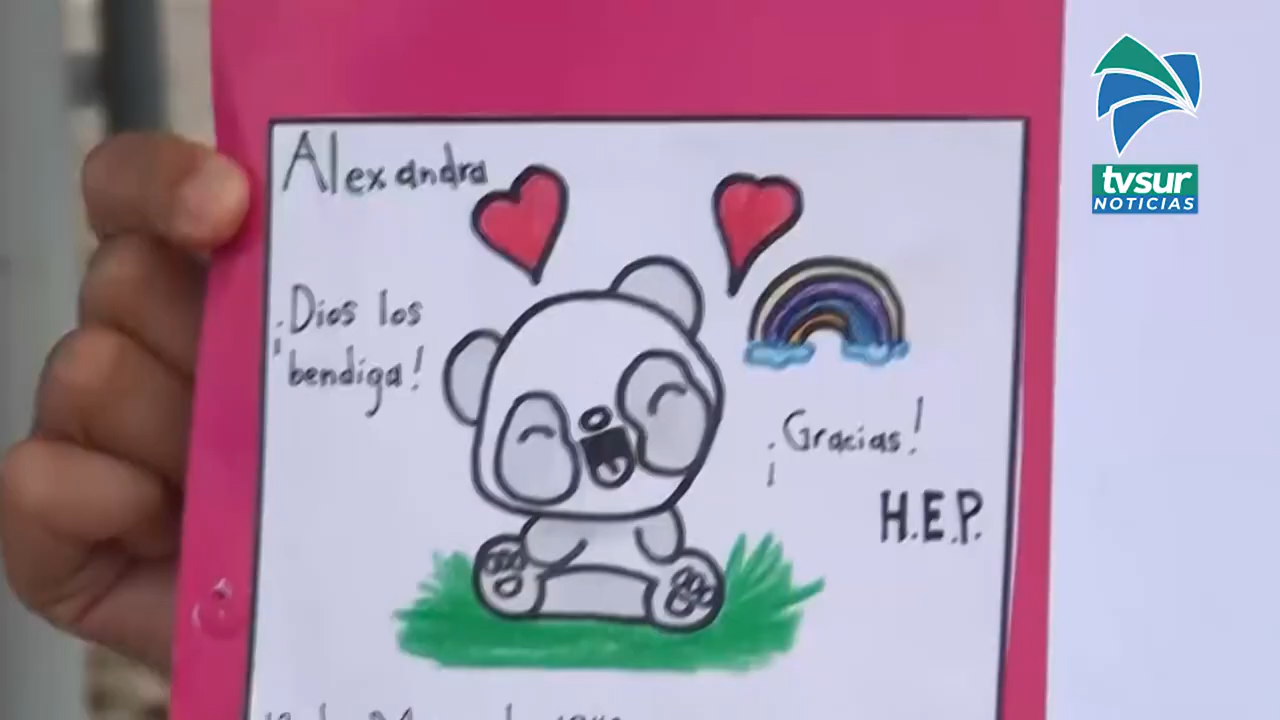 Alexandra
¡Dios los
bendiga!
¡Gracias!
H.E.P.
tvsur
NOTICIAS